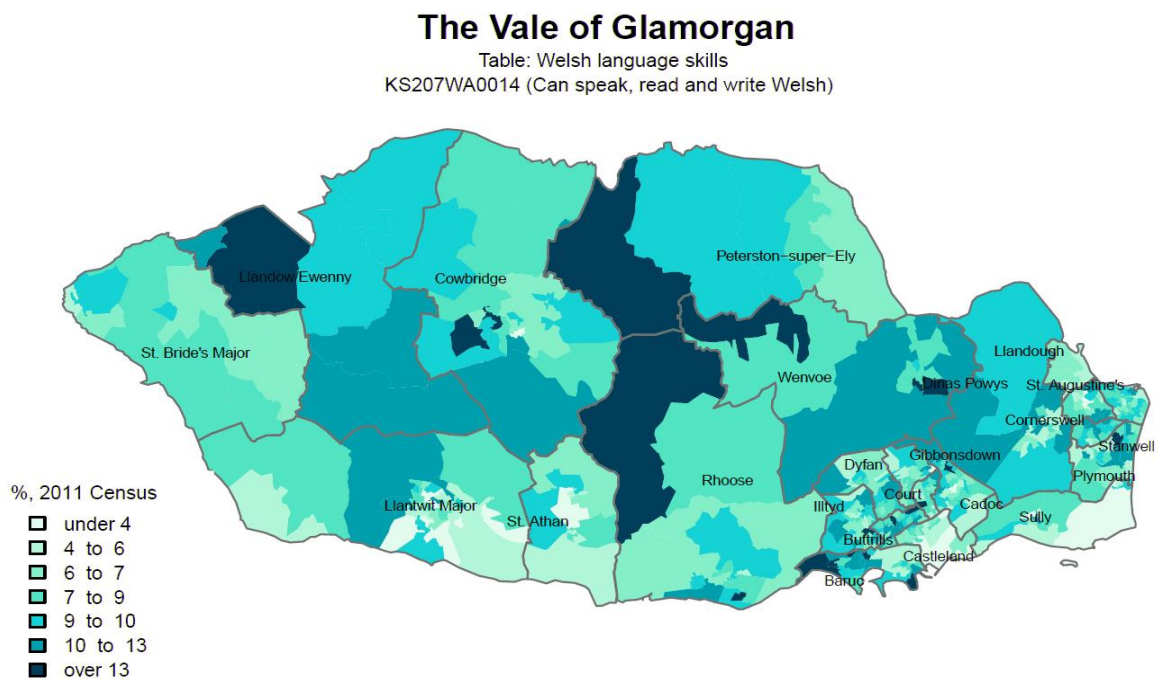 The Vale of Glamorgan
Table: Welsh language skills
KS207WA0014 (Can speak, read and write Welsh)
Peterston-super-Ely
Llandow/Ewenny
Cowbridge
St. Bride's Major
Llandough
Wenvoe
Dinas Powys
St. Augustine's
Cornerswell
Stanwell
Gibbonsdown
Dyfan
Plymouth
Rhoose
Court
Illtyd
Llantwit Major
Cadoc
St. Athan
Sully
Buttrills
Castleland
Baruc
%, 2011 Census
under 4
4 to 6
6 to 7
7 to 9
9 to 10
10 to 13
over 13